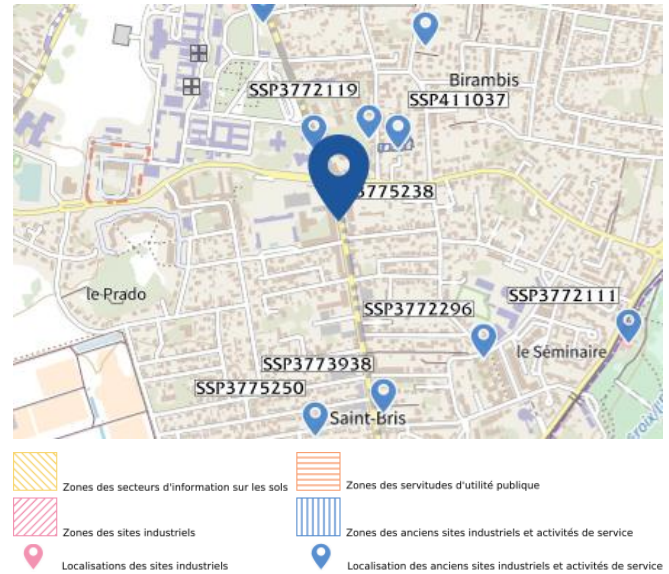 Birambis
SSP3772119
SSP411037
3775238
le Prado
SSP3772111
SSP3772296
le Séminaire
SSP3773938
SSP3775250
Saint-Bris
Zones des secteurs d'information sur les sols
Zones des servitudes d'utilité publique
Zones des sites industriels
Zones des anciens sites industriels et activités de service
Localisations des sites industriels
Localisation des anciens sites industriels et activités de service